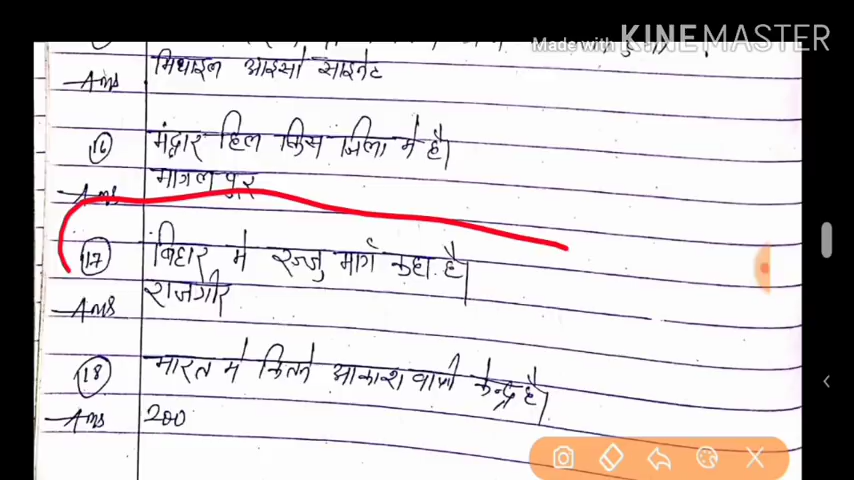 Made with KINEMASTER
Ans मिथाइल आइसो साइनेट
16 मंद्वार हिल किस जिला मे है।
Ans भागलपुर
17 बिहार मे रज्जु मार्ग कहा है।
Ans राजगीर
18 भारत मे कितने आकाशवाणी केन्द्र है।
Ans 200